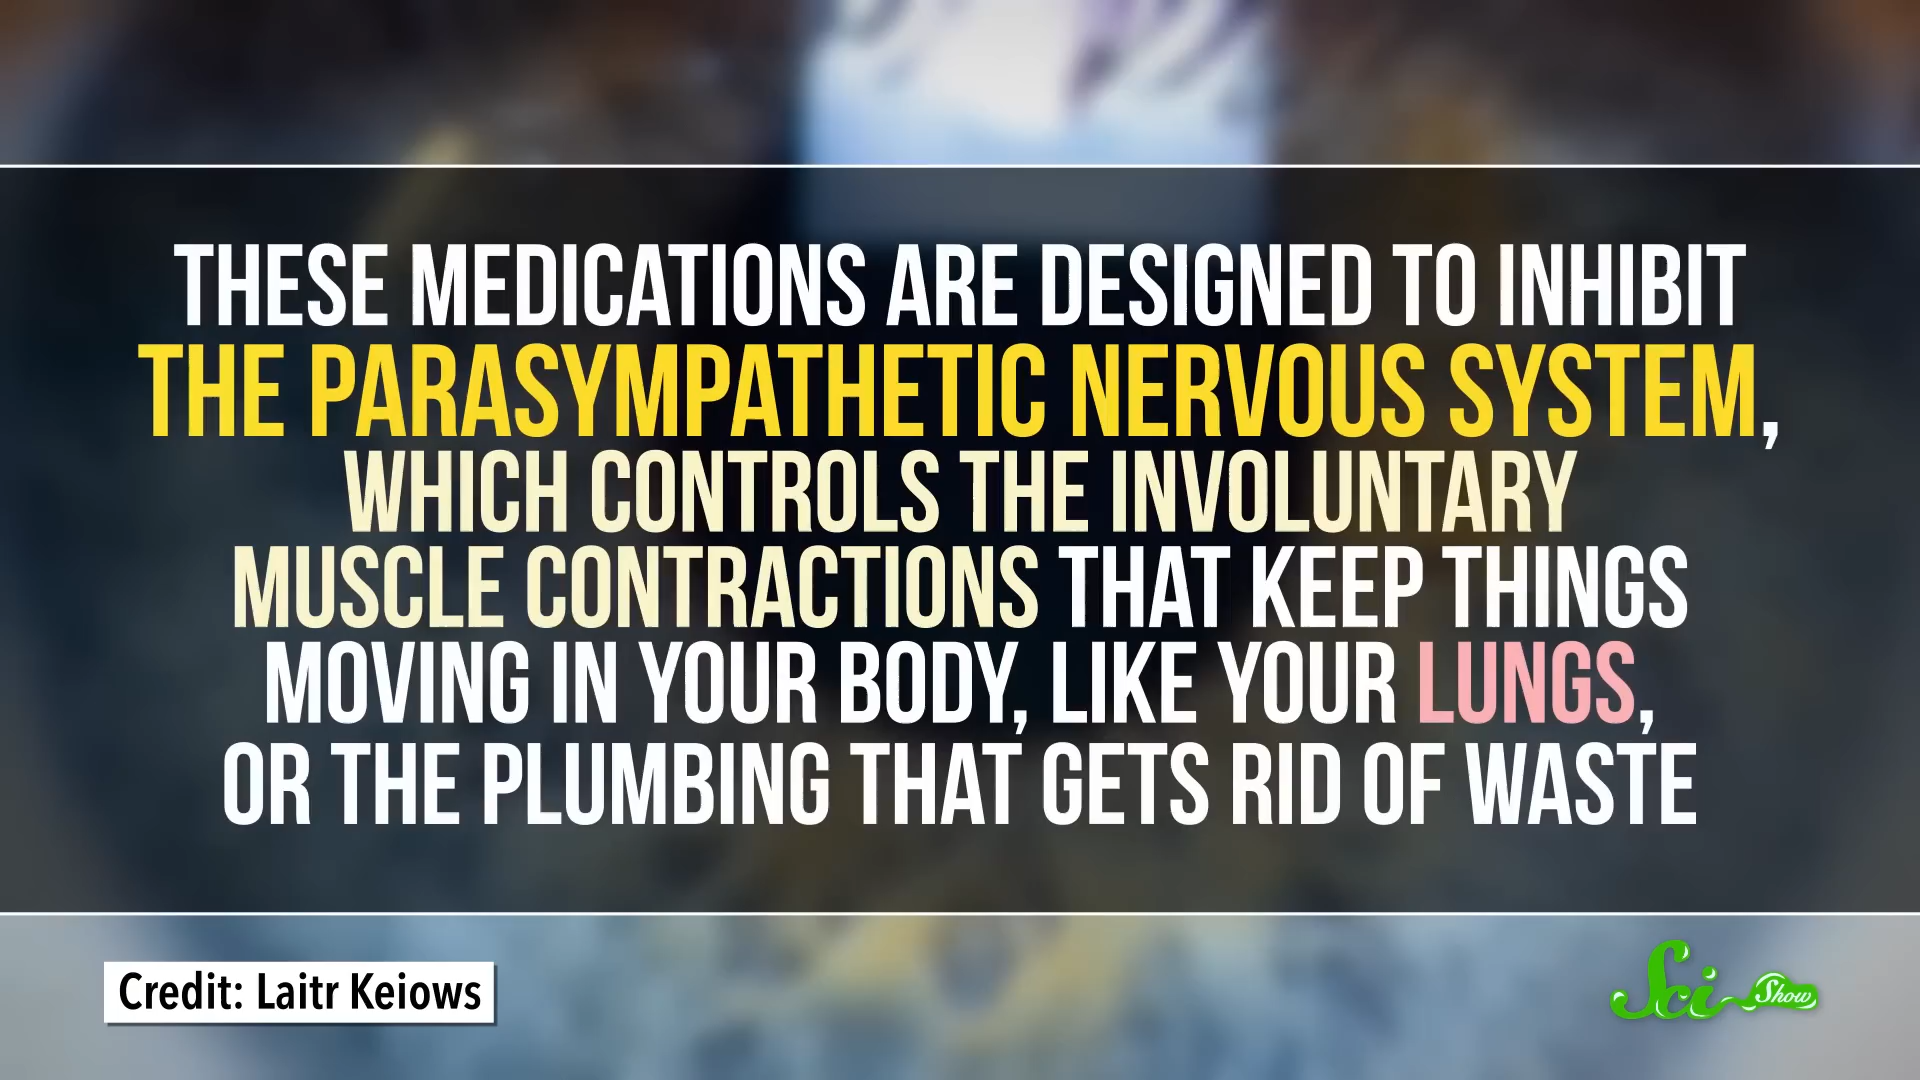 THESE MEDICATIONS ARE DESIGNED TO INHIBIT
THE PARASYMPATHETIC NERVOUS SYSTEM,
WHICH CONTROLS THE INVOLUNTARY
MUSCLE CONTRACTIONS THAT KEEP THINGS
MOVING IN YOUR BODY, LIKE YOUR LUNGS,
OR THE PLUMBING THAT GETS RID OF WASTE
Credit: Laitr Keiows
Sci Show